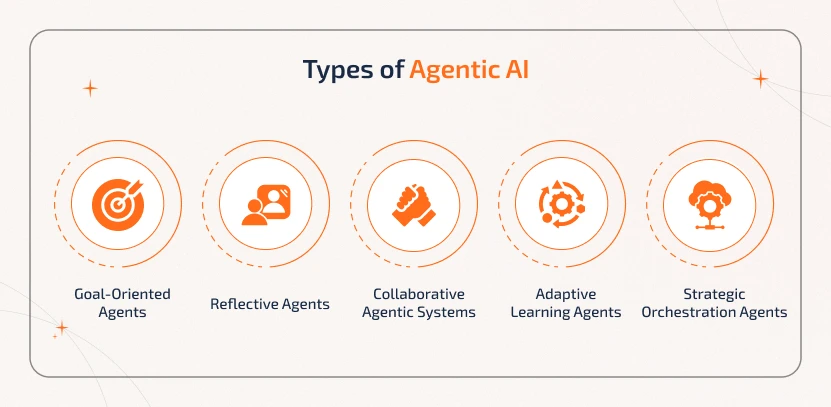 Types of Agentic AI
Goal-Oriented
Agents
Reflective Agents
Collaborative
Agentic Systems
Adaptive
Learning Agents
Strategic
Orchestration Agents